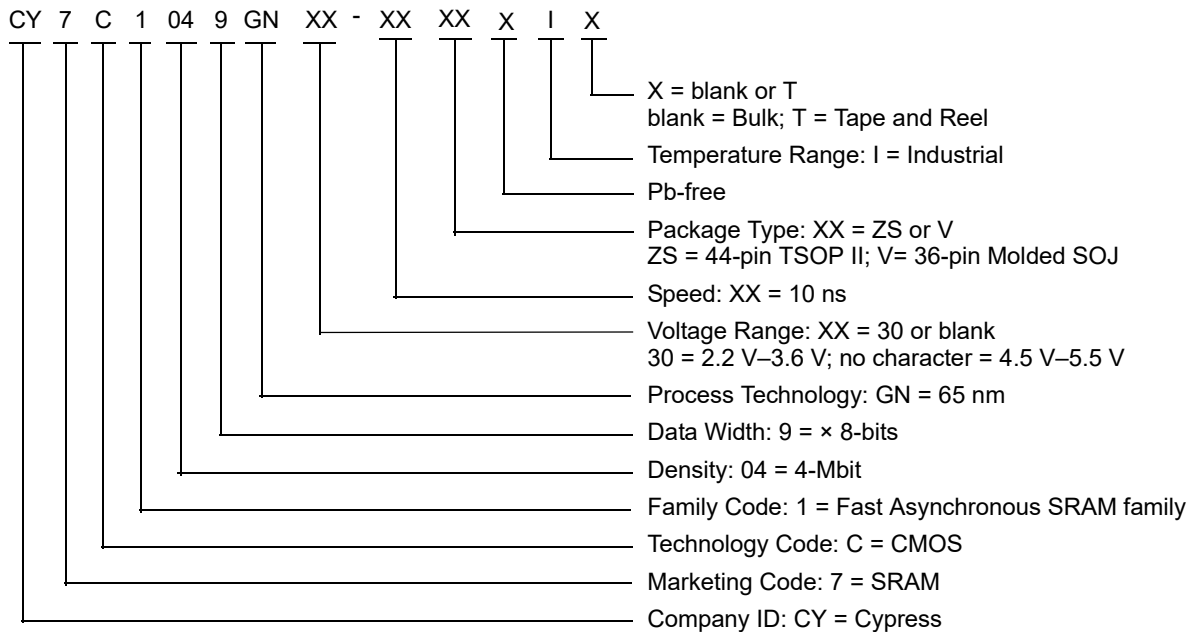 CY 7 C 1 04 9 GN XX - XX XX X I X
X = blank or T
blank = Bulk; T = Tape and Reel
Temperature Range: I = Industrial
Pb-free
Package Type: XX = ZS or V
ZS = 44-pin TSOP II; V= 36-pin Molded SOJ
Speed: XX = 10 ns
Voltage Range: XX = 30 or blank
30 = 2.2 V–3.6 V; no character = 4.5 V–5.5 V
Process Technology: GN = 65 nm
Data Width: 9 = × 8-bits
Density: 04 = 4-Mbit
Family Code: 1 = Fast Asynchronous SRAM family
Technology Code: C = CMOS
Marketing Code: 7 = SRAM
Company ID: CY = Cypress